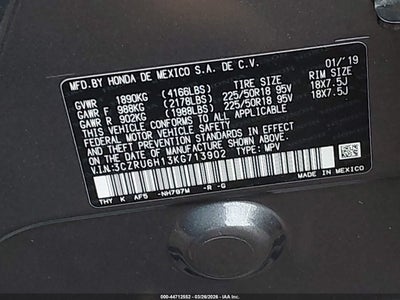 MFD.BY HONDA DE MEXICO S.A. DE C.V. 01/'19
TIRE SIZE RIM SIZE
GVWR 1890KG (4166LBS)
GAWR F 988KG (2178LBS) 225/50R18 95V 18X7.5J
GAWR R 902KG (1988LBS) 225/50R18 95V 18X7.5J
THIS VEHICLE CONFORMS TO ALL APPLICABLE
FEDERAL MOTOR VEHICLE SAFETY AND THEFT PREVENTION
STANDARDS IN EFFECT ON THE DATE OF MANUFACTURE SHOWN ABOVE.
V.I.N:3CZRU6H13KG713902 TYPE: MPV
THY K AF5 -NH797M -R -G MADE IN MEXICO
000-44712552 - 03/28/2026 - IAA